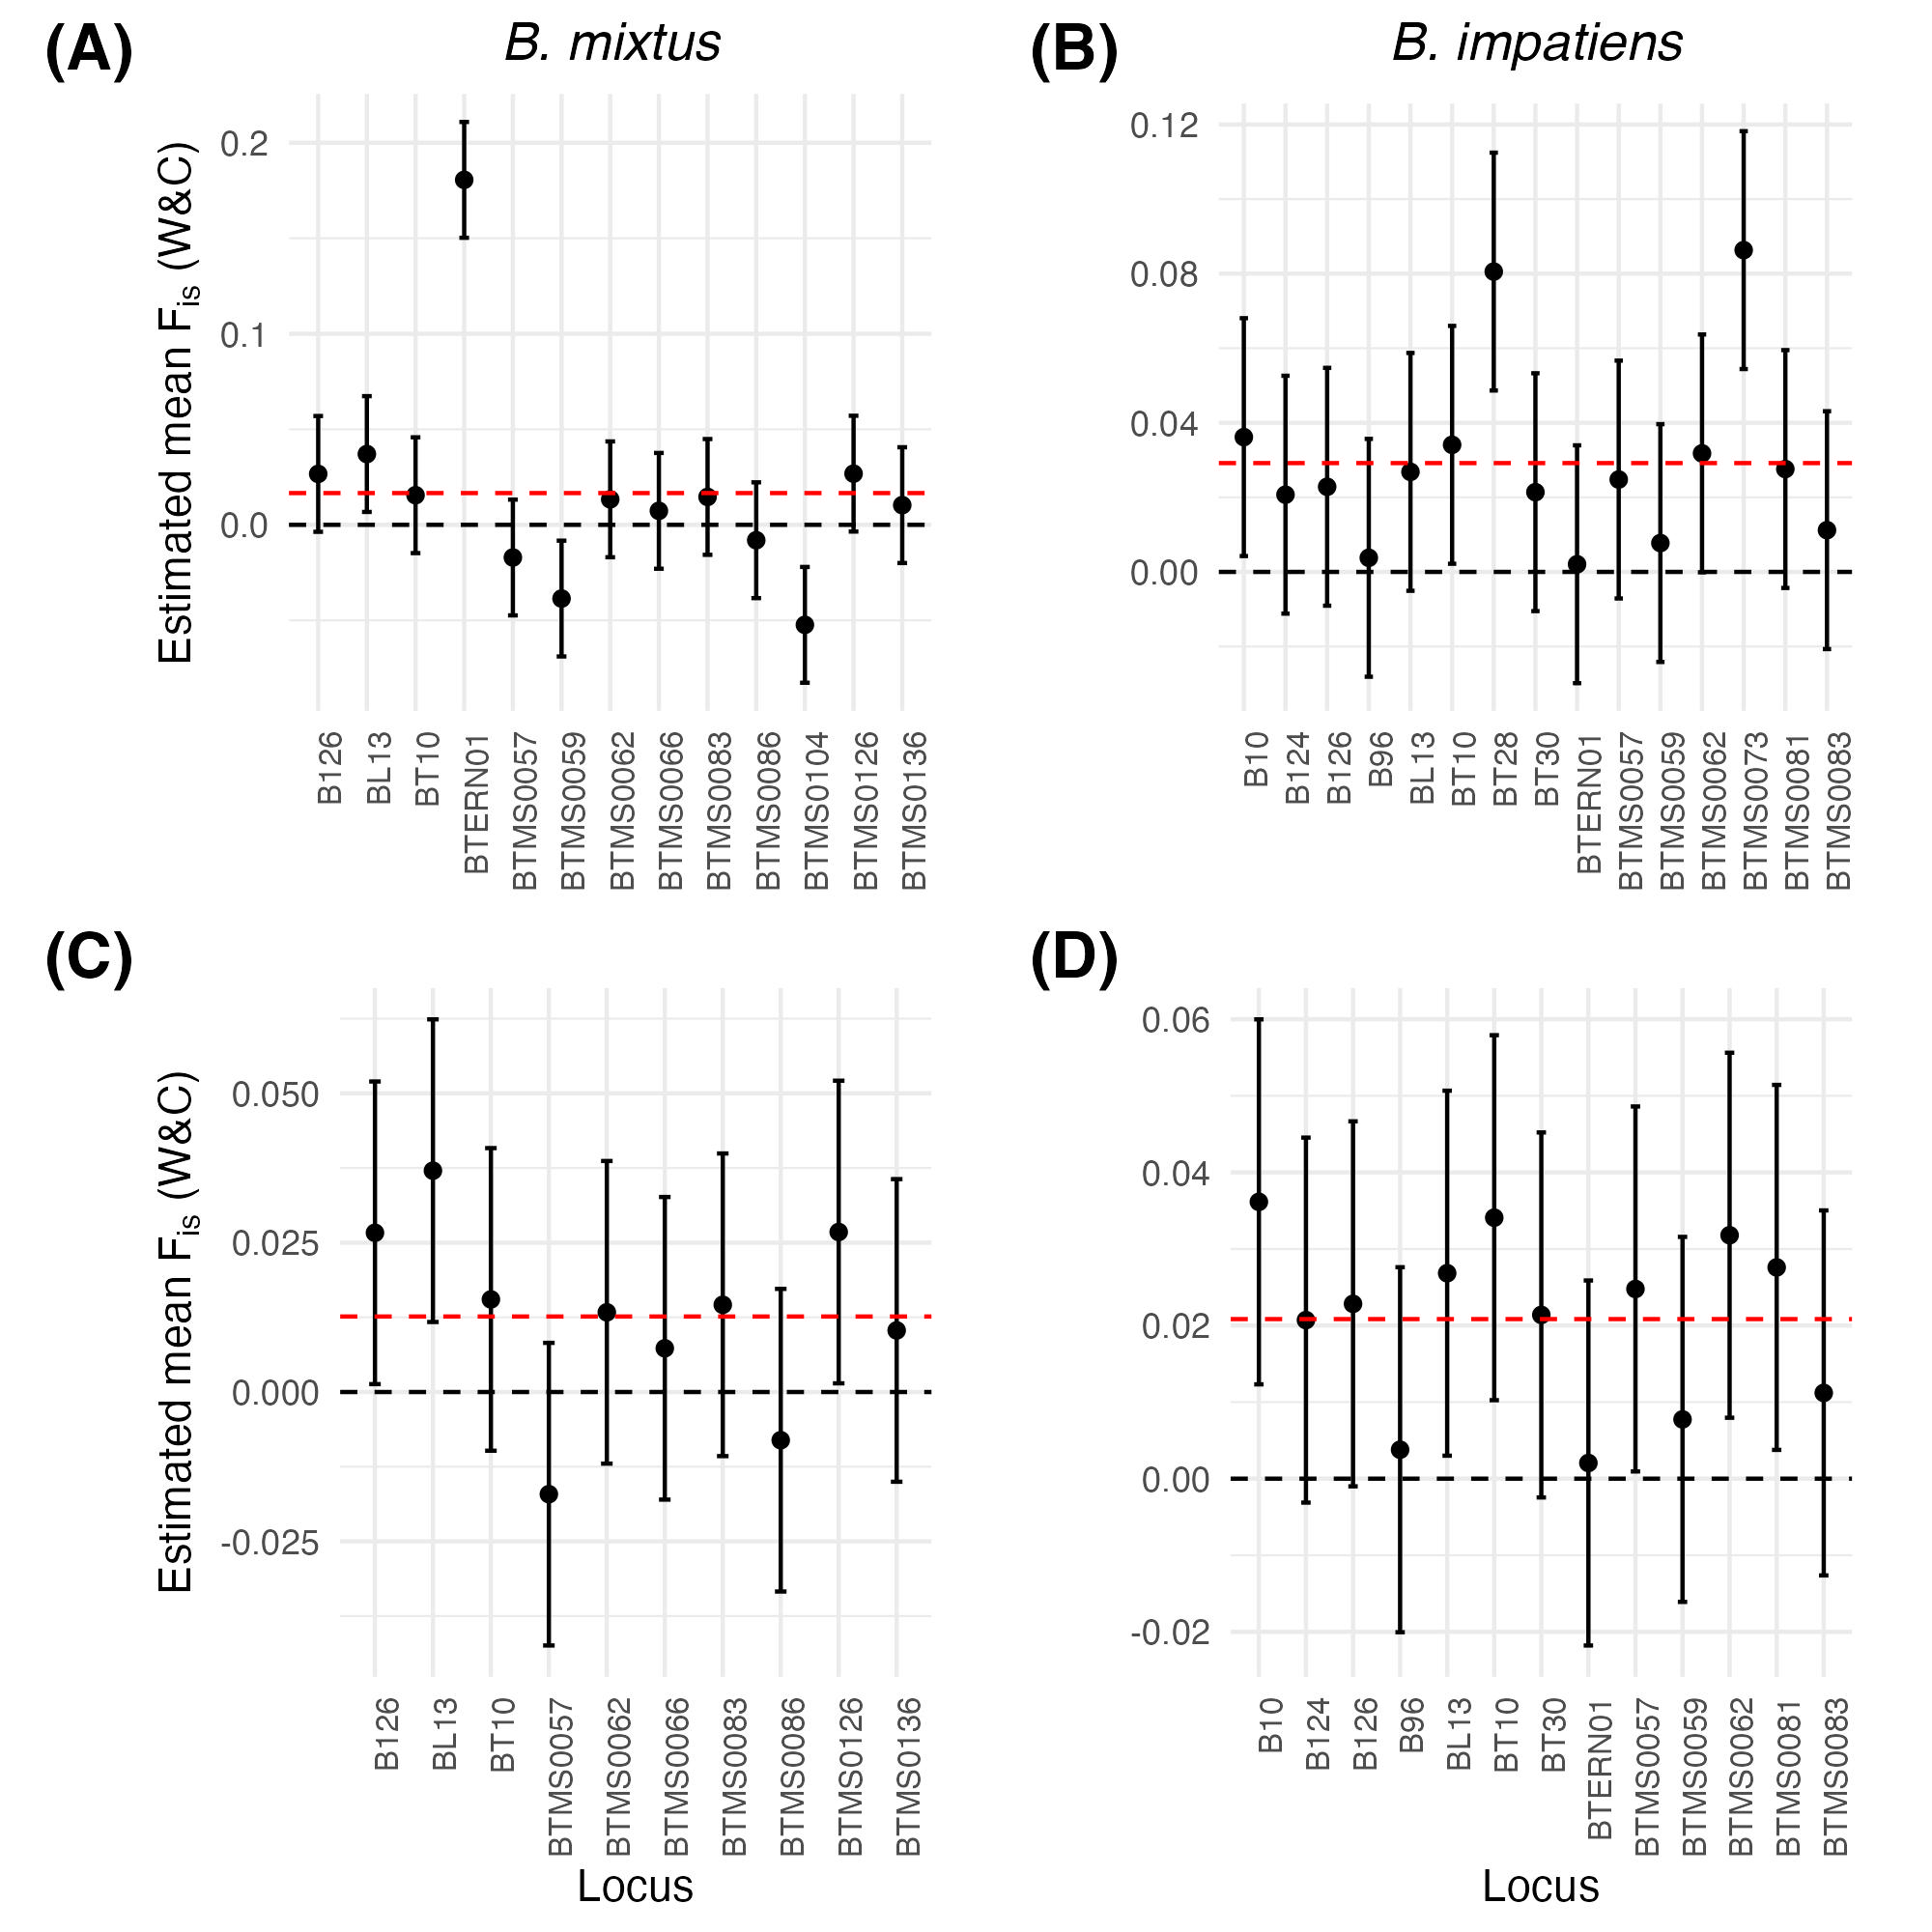 (A)
B. mixtus
Estimated mean Fis (W&C)
0.2
0.1
0.0
B126
BL13
BT10
BTERN01
BTMS0057
BTMS0059
BTMS0062
BTMS0066
BTMS0083
BTMS0086
BTMS0104
BTMS0126
BTMS0136
(B)
B. impatiens
0.12
0.08
0.04
0.00
B10
B124
B126
B96
BL13
BT10
BT28
BT30
BTERN01
BTMS0057
BTMS0059
BTMS0062
BTMS0073
BTMS0081
BTMS0083
(C)
Estimated mean Fis (W&C)
0.050
0.025
0.000
-0.025
B126
BL13
BT10
BTMS0057
BTMS0062
BTMS0066
BTMS0083
BTMS0086
BTMS0126
BTMS0136
Locus
(D)
0.06
0.04
0.02
0.00
-0.02
B10
B124
B126
B96
BL13
BT10
BT30
BTERN01
BTMS0057
BTMS0059
BTMS0062
BTMS0081
BTMS0083
Locus